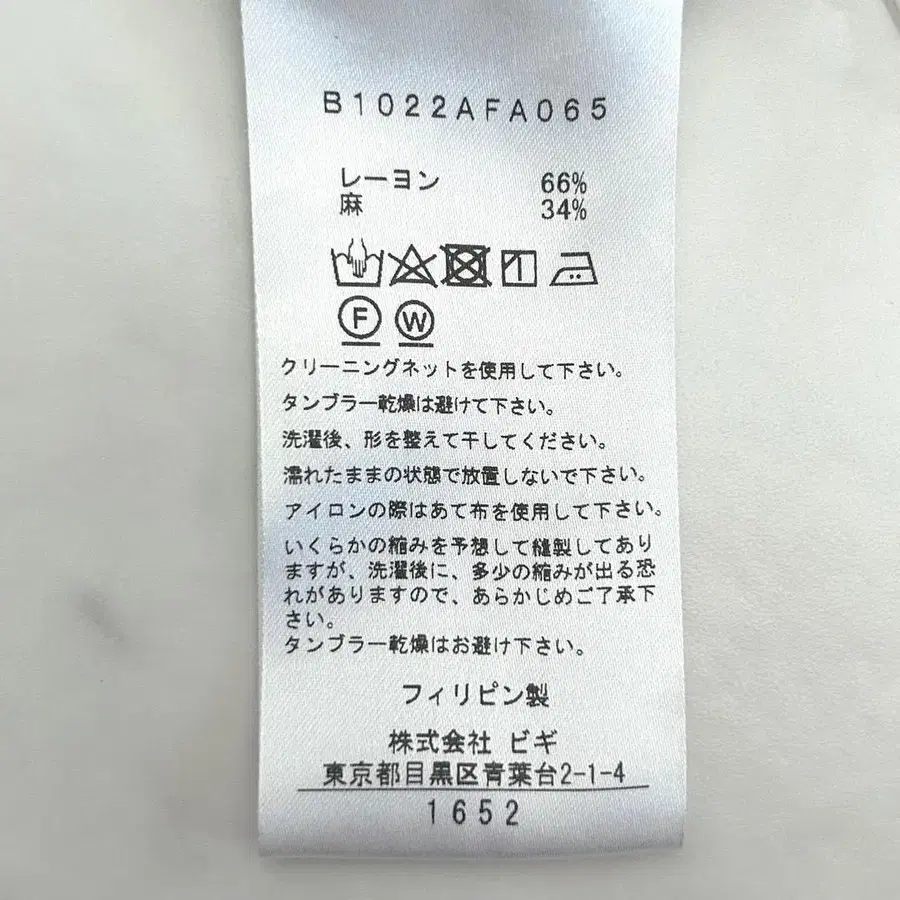 B1022AFA065
レーヨン 66%
麻 34%
F W
クリーニングネットを使用して下さい。
タンブラー乾燥は避けて下さい。
洗濯後、形を整えて干してください。
濡れたままの状態で放置しないで下さい。
アイロンの際はあて布を使用して下さい。
いくらかの縮みを予想して縫製してあり
ますが、洗濯後に、多少の縮みが出る恐
れがありますので、あらかじめご了承下
さい。
タンブラー乾燥はお避け下さい。
フィリピン製
株式会社 ビギ
東京都目黒区青葉台2-1-4
1652